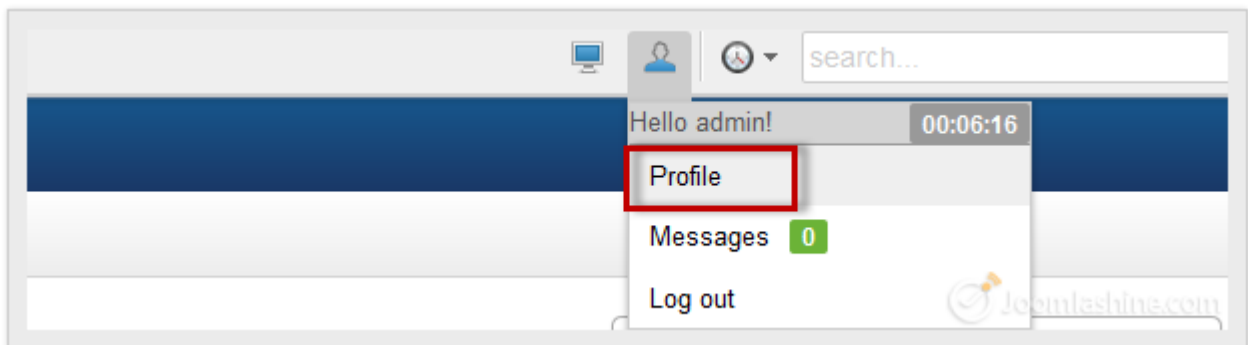 search...
Hello admin! 00:06:16
Profile
Messages 0
Log out
Joomlashine.com